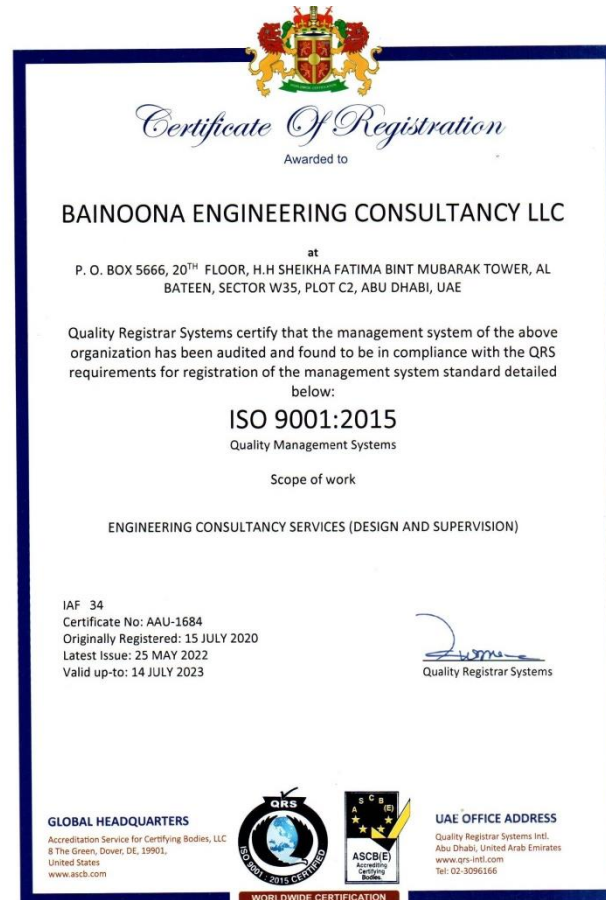 Certificate Of Registration
Awarded to
BAINOONA ENGINEERING CONSULTANCY LLC
at
P. O. BOX 5666, 20TH FLOOR, H.H SHEIKHA FATIMA BINT MUBARAK TOWER, AL
BATEEN, SECTOR W35, PLOT C2, ABU DHABI, UAE
Quality Registrar Systems certify that the management system of the above
organization has been audited and found to be in compliance with the QRS
requirements for registration of the management system standard detailed
below:
ISO 9001:2015
Quality Management Systems
Scope of work
ENGINEERING CONSULTANCY SERVICES (DESIGN AND SUPERVISION)
IAF 34
Certificate No: AAU-1684
Originally Registered: 15 JULY 2020
Latest Issue: 25 MAY 2022
Valid up-to: 14 JULY 2023
Quality Registrar Systems
GLOBAL HEADQUARTERS
Accreditation Service for Certifying Bodies, LLC
8 The Green, Dover, DE, 19901,
United States
www.ascb.com
QRS
ISO 9001 : 2015 CERTIFIED
A S C B (E)
ASCB(E)
Accrediting
Certifying
Bodies.
UAE OFFICE ADDRESS
Quality Registrar Systems Intl.
Abu Dhabi, United Arab Emirates
www.qrs-intl.com
Tel: 02-3096166
WORLDWIDE CERTIFICATION